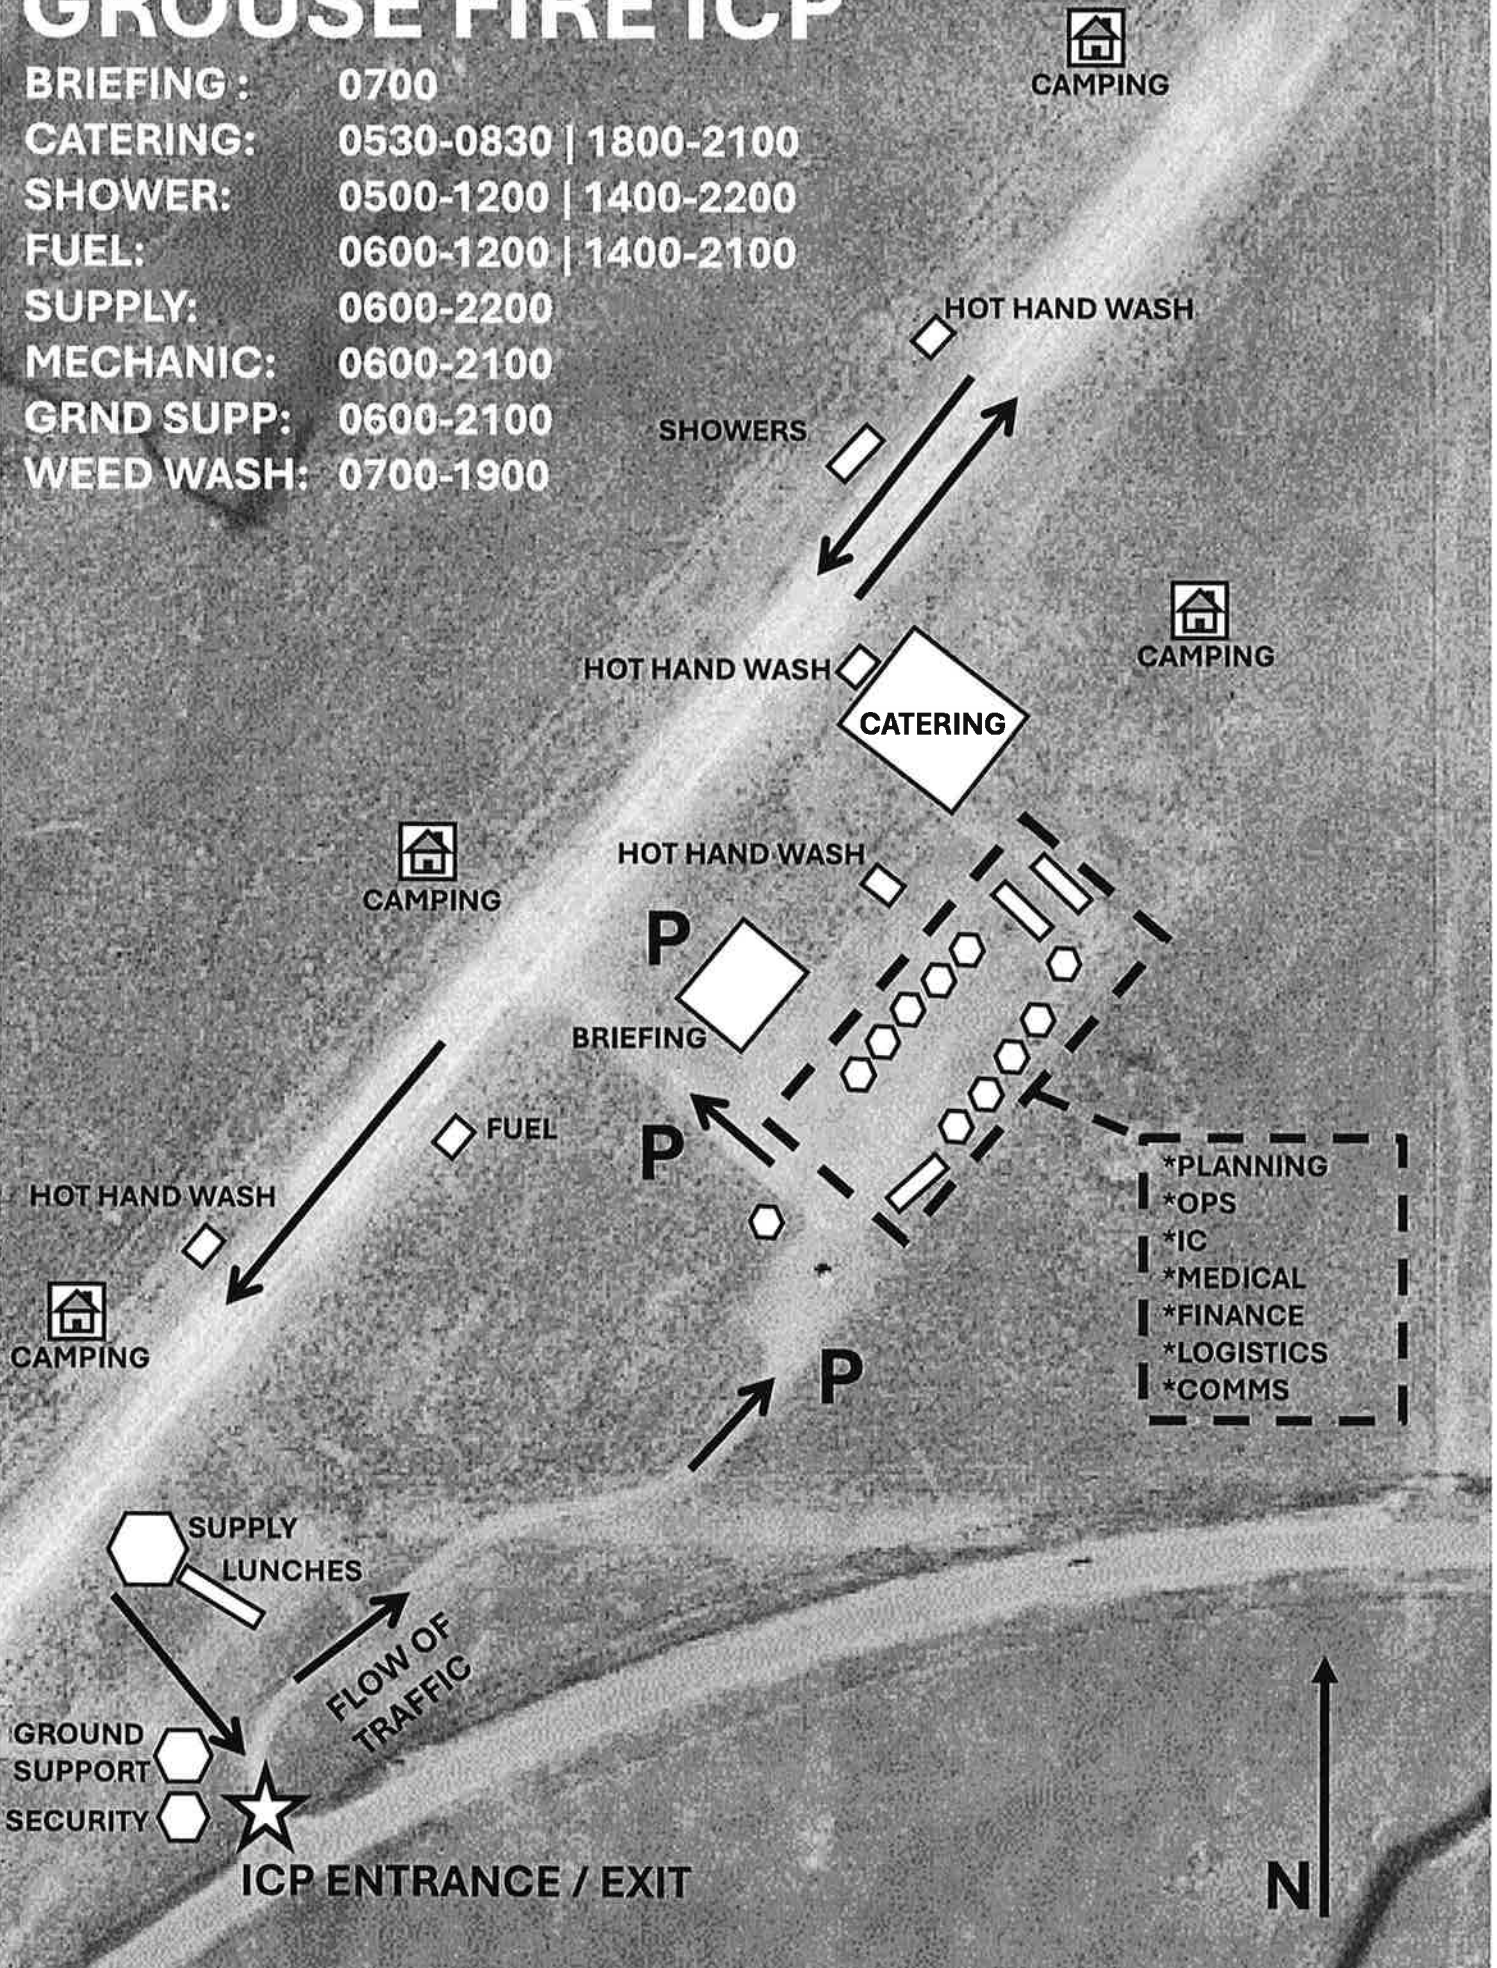 GROUSE FIRE ICP
BRIEFING : 0700
CATERING: 0530-0830 | 1800-2100
SHOWER: 0500-1200 | 1400-2200
FUEL: 0600-1200 | 1400-2100
SUPPLY: 0600-2200
MECHANIC: 0600-2100
GRND SUPP: 0600-2100
WEED WASH: 0700-1900
CAMPING
HOT HAND WASH
SHOWERS
CAMPING
HOT HAND WASH
CATERING
HOT HAND WASH
CAMPING
P
BRIEFING
FUEL
P
*PLANNING
*OPS
*IC
*MEDICAL
*FINANCE
*LOGISTICS
*COMMS
HOT HAND WASH
CAMPING
P
SUPPLY
LUNCHES
FLOW OF
TRAFFIC
GROUND
SUPPORT
SECURITY
ICP ENTRANCE / EXIT
N